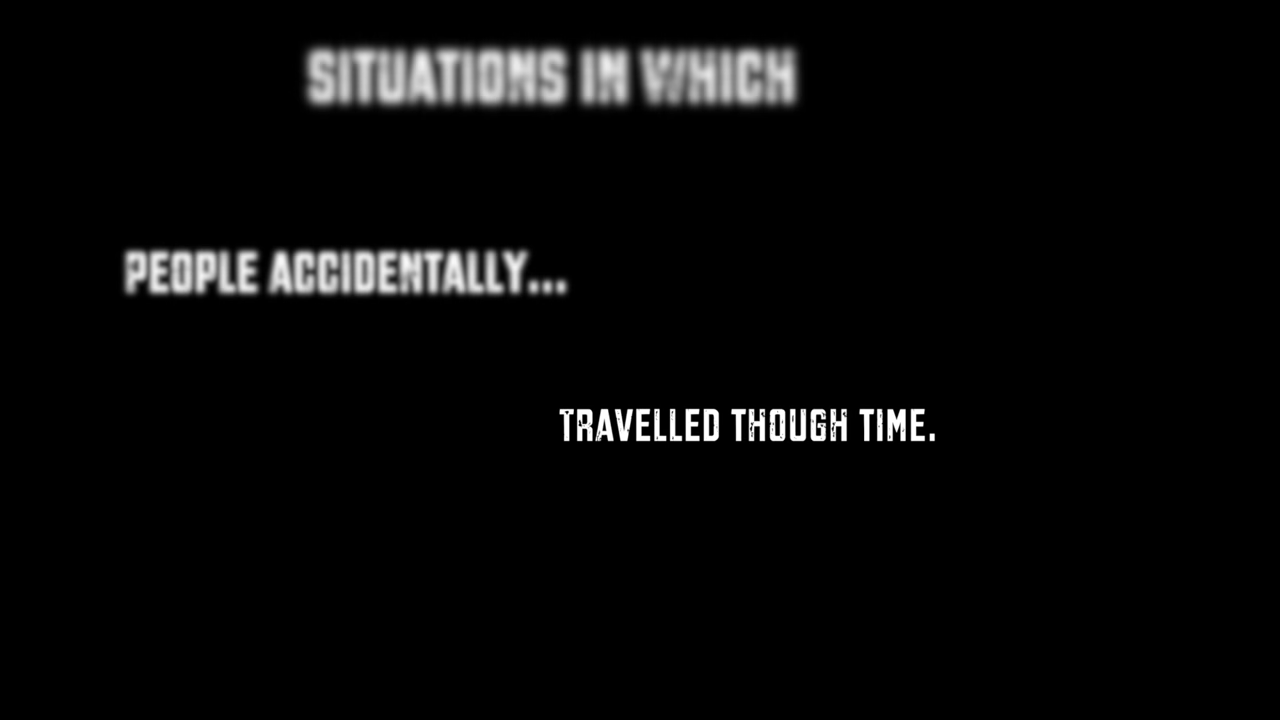 SITUATIONS IN WHICH
PEOPLE ACCIDENTALLY...
TRAVELLED THOUGH TIME.